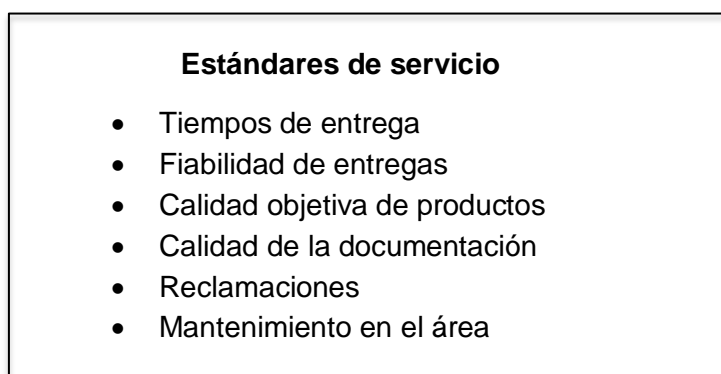 Estándares de servicio
• Tiempos de entrega
• Fiabilidad de entregas
• Calidad objetiva de productos
• Calidad de la documentación
• Reclamaciones
• Mantenimiento en el área